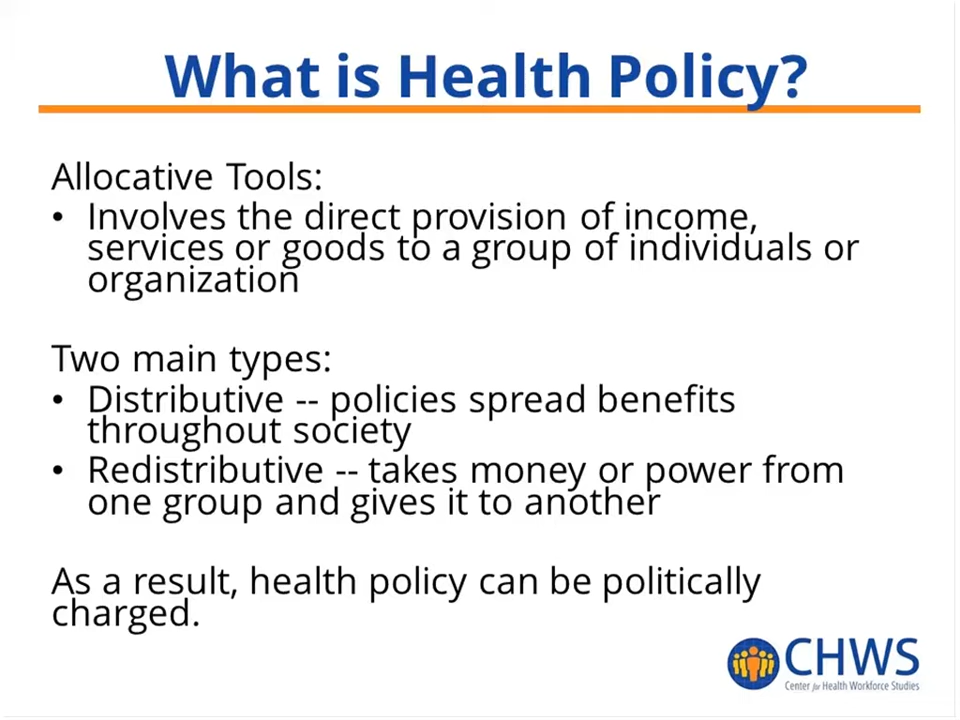 What is Health Policy?
Allocative Tools:
• Involves the direct provision of income,
services or goods to a group of individuals or
organization
Two main types:
• Distributive -- policies spread benefits
throughout society
• Redistributive -- takes money or power from
one group and gives it to another
As a result, health policy can be politically
charged.
CHWS
Center for Health Workforce Studies